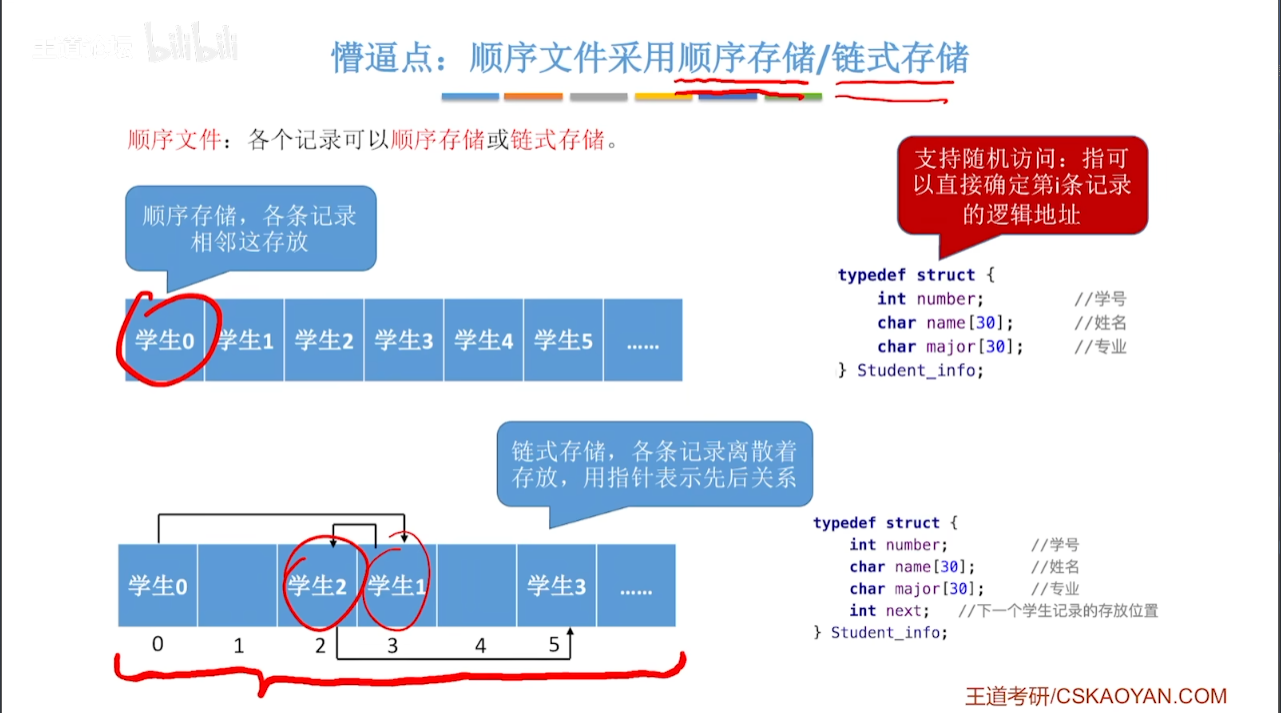 王道论坛 bilibili
懵逼点：顺序文件采用顺序存储/链式存储
顺序文件：各个记录可以顺序存储或链式存储。
支持随机访问：指可
以直接确定第i条记录
的逻辑地址
顺序存储，各条记录
相邻这存放
学生0 学生1 学生2 学生3 学生4 学生5 ……
typedef struct {
int number; //学号
char name[30]; //姓名
char major[30]; //专业
} Student_info;
链式存储，各条记录离散着
存放，用指针表示先后关系
学生0 学生2 学生1 学生3 ……
0 1 2 3 4 5
typedef struct {
int number; //学号
char name[30]; //姓名
char major[30]; //专业
int next; //下一个学生记录的存放位置
} Student_info;
王道考研/CSKAOYAN.COM